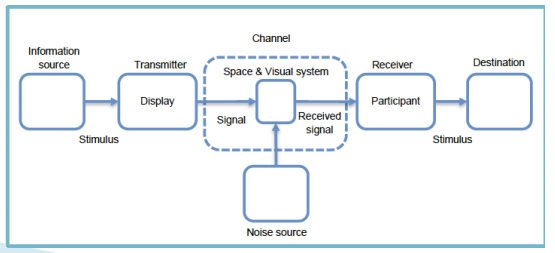 Channel
Information
source
Transmitter
Space & Visual system
Receiver
Destination
Display
Participant
Signal
Received
signal
Stimulus
Stimulus
Noise source